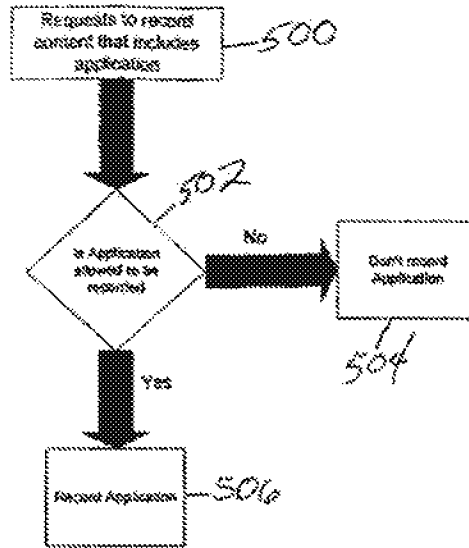 Requests to record
content that includes
application
500
502
Is Application
allowed to be
recorded
No
Don't record
Application
504
Yes
Record Application
506